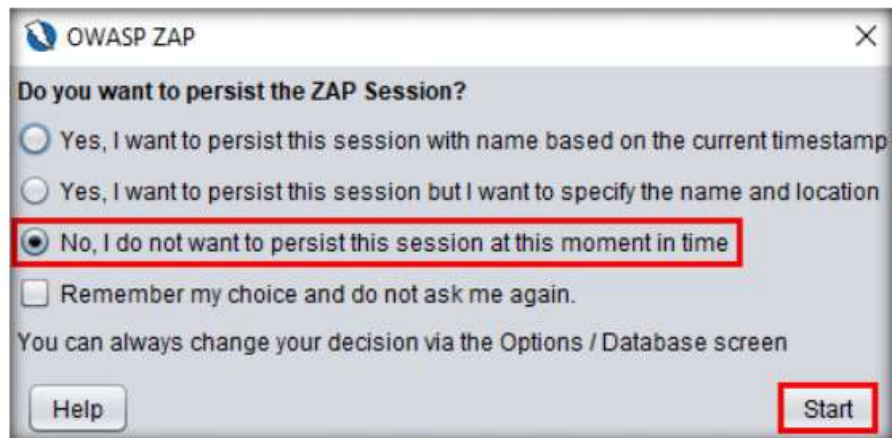 OWASP ZAP
Do you want to persist the ZAP Session?
Yes, I want to persist this session with name based on the current timestamp
Yes, I want to persist this session but I want to specify the name and location
No, I do not want to persist this session at this moment in time
Remember my choice and do not ask me again.
You can always change your decision via the Options / Database screen
Help
Start